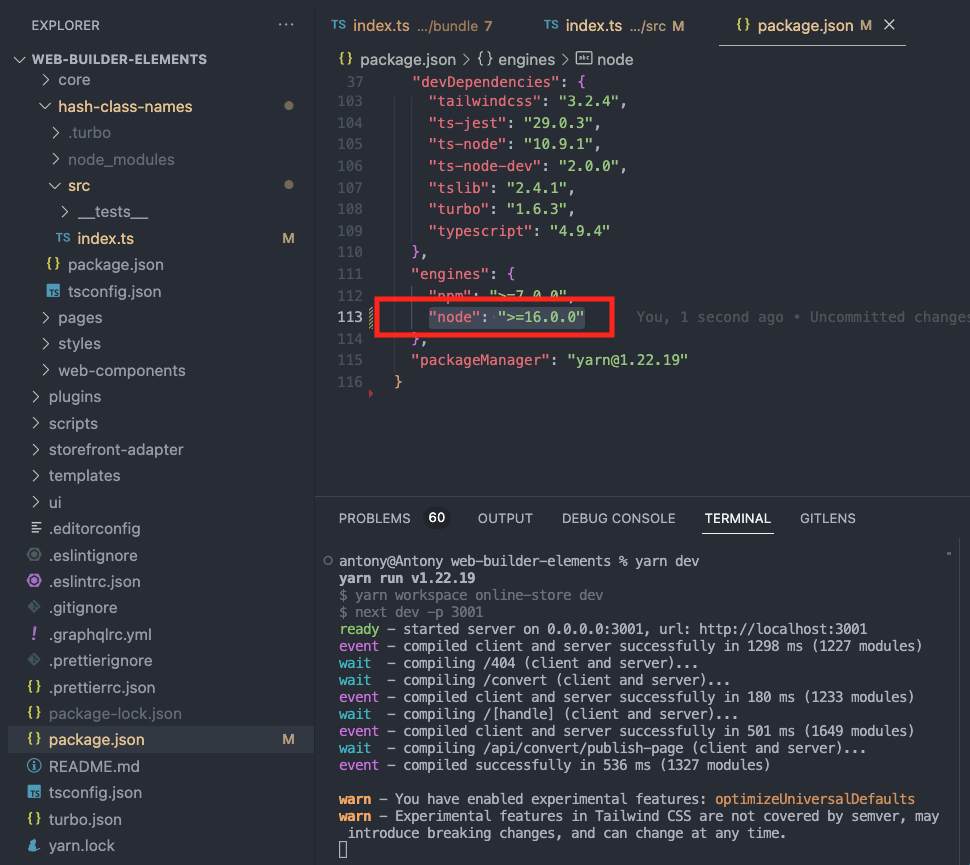 EXPLORER
···
WEB-BUILDER-ELEMENTS
core
hash-class-names
.turbo
node_modules
src
__tests__
TS index.ts M
{} package.json
TS tsconfig.json
pages
styles
web-components
plugins
scripts
storefront-adapter
templates
ui
.editorconfig
.eslintignore
.eslintrc.json
.gitignore
! .graphqlrc.yml
.prettierignore
{} .prettierrc.json
{} package-lock.json
{} package.json M
README.md
TS tsconfig.json
{} turbo.json
yarn.lock
TS index.ts .../bundle 7
TS index.ts .../src M
{} package.json M ×
{} package.json > {} engines > abc node
37 "devDependencies": {
103 "tailwindcss": "3.2.4",
104 "ts-jest": "29.0.3",
105 "ts-node": "10.9.1",
106 "ts-node-dev": "2.0.0",
107 "tslib": "2.4.1",
108 "turbo": "1.6.3",
109 "typescript": "4.9.4"
110 },
111 "engines": {
112 "npm": ">=7.0.0",
113 "node": ">=16.0.0" You, 1 second ago • Uncommitted changes
114 },
115 "packageManager": "yarn@1.22.19"
116 }
PROBLEMS 60 OUTPUT DEBUG CONSOLE TERMINAL GITLENS
antony@Antony web-builder-elements % yarn dev
yarn run v1.22.19
$ yarn workspace online-store dev
$ next dev -p 3001
ready - started server on 0.0.0.0:3001, url: http://localhost:3001
event - compiled client and server successfully in 1298 ms (1227 modules)
wait - compiling /404 (client and server)...
wait - compiling /convert (client and server)...
event - compiled client and server successfully in 180 ms (1233 modules)
wait - compiling /[handle] (client and server)...
event - compiled client and server successfully in 501 ms (1649 modules)
wait - compiling /api/convert/publish-page (client and server)...
event - compiled successfully in 536 ms (1327 modules)
warn - You have enabled experimental features: optimizeUniversalDefaults
warn - Experimental features in Tailwind CSS are not covered by semver, may
introduce breaking changes, and can change at any time.